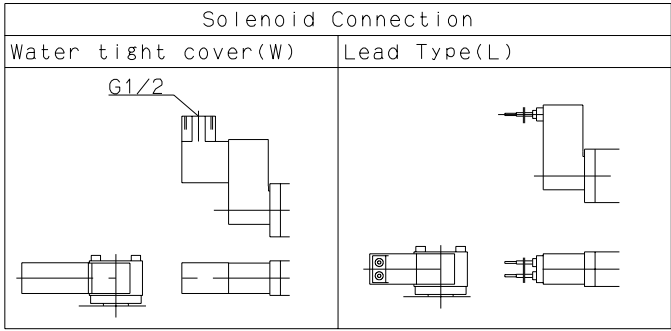 Solenoid Connection
Water tight cover(W)
Lead Type(L)
G1/2